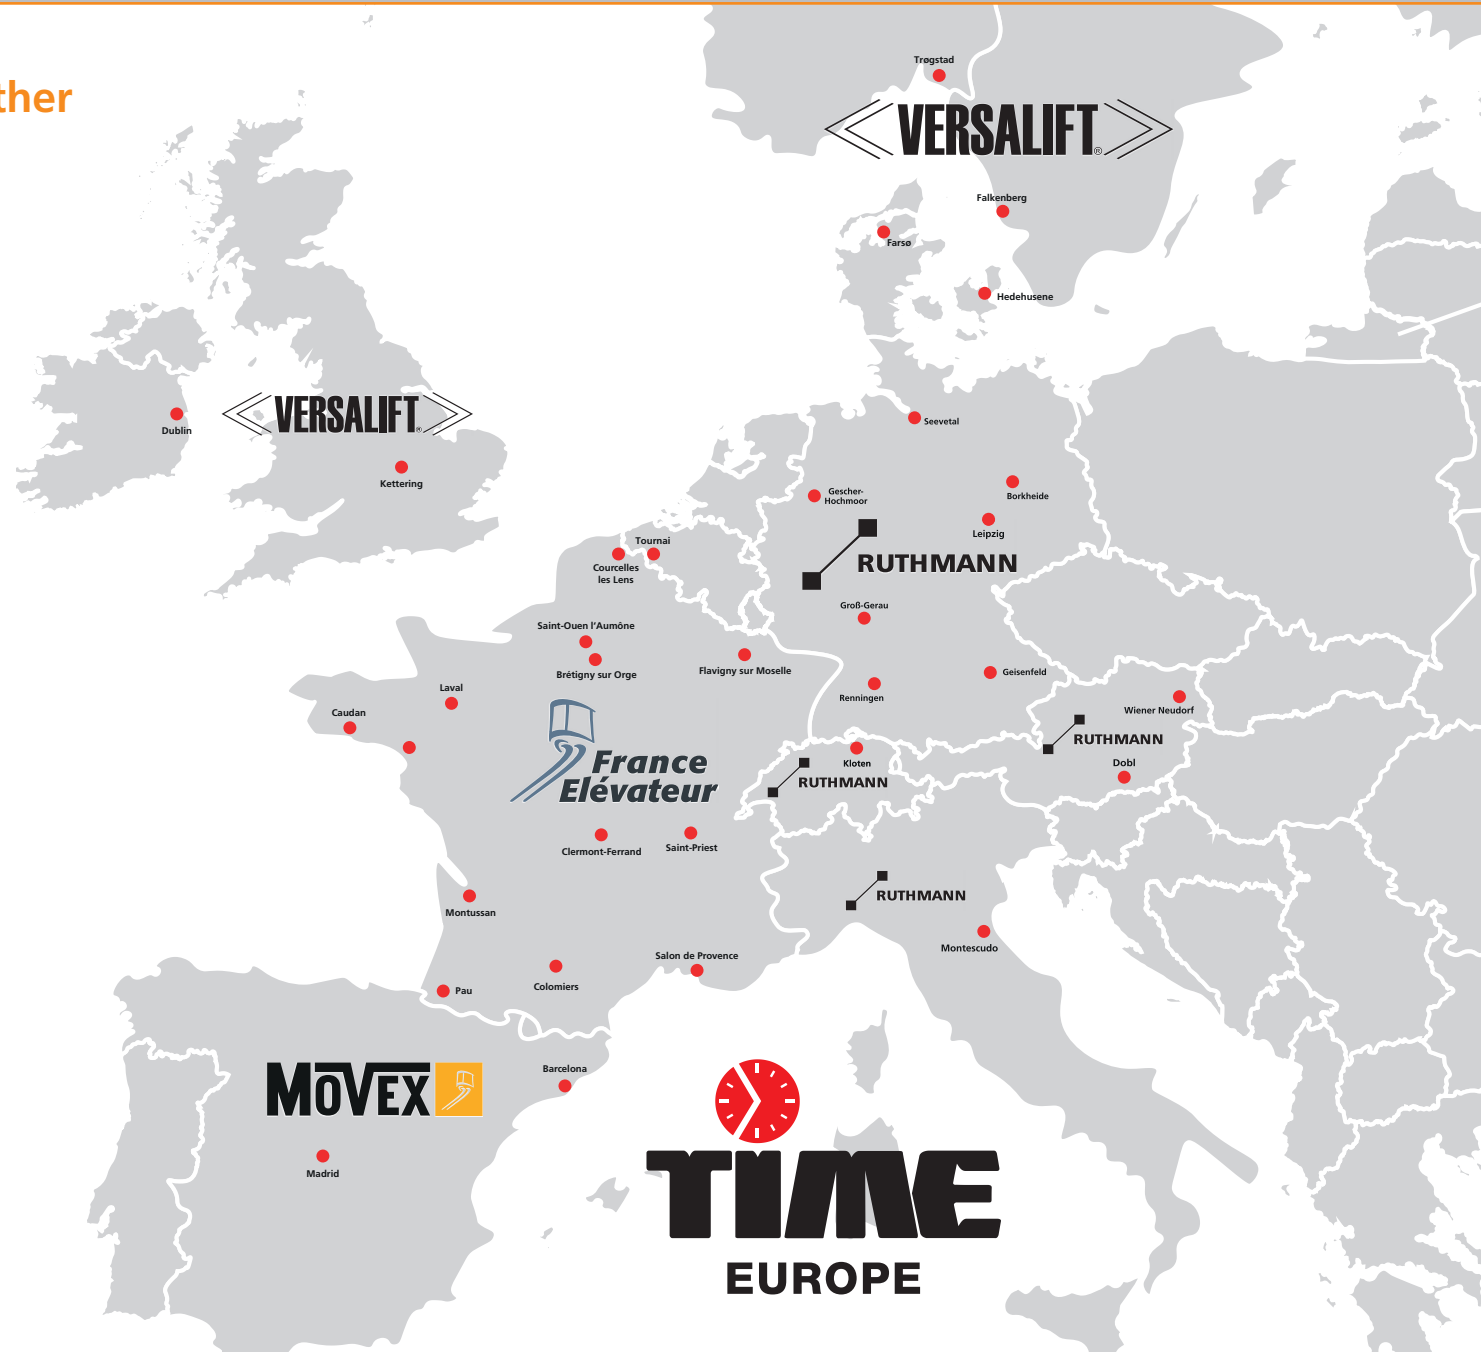 ther
Trøgstad
VERSALIFT®
Falkenberg
Farsø
Hedehusene
VERSALIFT®
Dublin
Kettering
Seevetal
Gescher-
Hochmoor
Borkheide
Leipzig
RUTHMANN
Tournai
Courcelles
les Lens
Groß-Gerau
Saint-Ouen l’Aumône
Brétigny sur Orge
Flavigny sur Moselle
Geisenfeld
Renningen
Laval
Caudan
Wiener Neudorf
RUTHMANN
Dobl
Kloten
RUTHMANN
France
Elévateur
Clermont-Ferrand
Saint-Priest
RUTHMANN
Montussan
Montescudo
Salon de Provence
Colomiers
Pau
Barcelona
MOVEX
Madrid
TIME
EUROPE